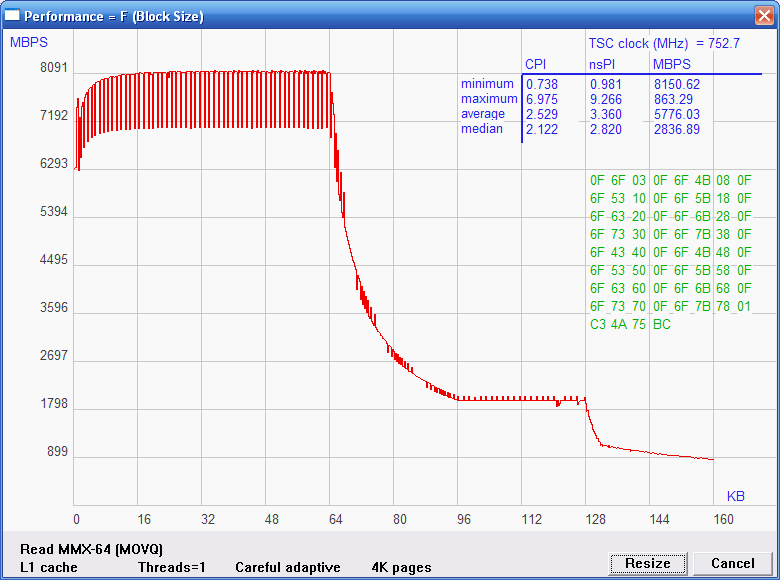 Performance = F (Block Size)
MBPS
TSC clock (MHz) = 752.7
CPI nsPI MBPS
minimum 0.738 0.981 8150.62
maximum 6.975 9.266 863.29
average 2.529 3.360 5776.03
median 2.122 2.820 2836.89
8091
7192
6293
5394
4495
3596
2697
1798
899
0F 6F 03 0F 6F 4B 08 0F
6F 53 10 0F 6F 5B 18 0F
6F 63 20 0F 6F 6B 28 0F
6F 73 30 0F 6F 7B 38 0F
6F 43 40 0F 6F 4B 48 0F
6F 53 50 0F 6F 5B 58 0F
6F 63 60 0F 6F 6B 68 0F
6F 73 70 0F 6F 7B 78 01
C3 4A 75 BC
KB
0 16 32 48 64 80 96 112 128 144 160
Read MMX-64 (MOVQ)
L1 cache Threads=1 Careful adaptive 4K pages
Resize Cancel